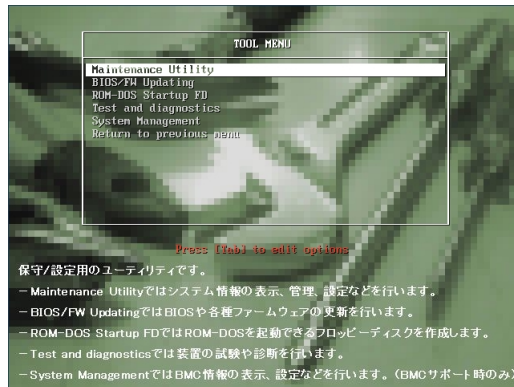 TOOL MENU
Maintenance Utility
BIOS/FW Updating
ROM-DOS Startup FD
Test and diagnostics
System Management
Return to previous menu
Press [Tab] to edit options
保守/設定用のユーティリティです。
－Maintenance Utilityではシステム情報の表示、管理、設定などを行います。
－BIOS/FW UpdatingではBIOSや各種ファームウェアの更新を行います。
－ROM-DOS Startup FDではROM-DOSを起動できるフロッピーディスクを作成します。
－Test and diagnosticsでは装置の試験や診断を行います。
－System ManagementではBMC情報の表示、設定などを行います。(BMCサポート時のみ)